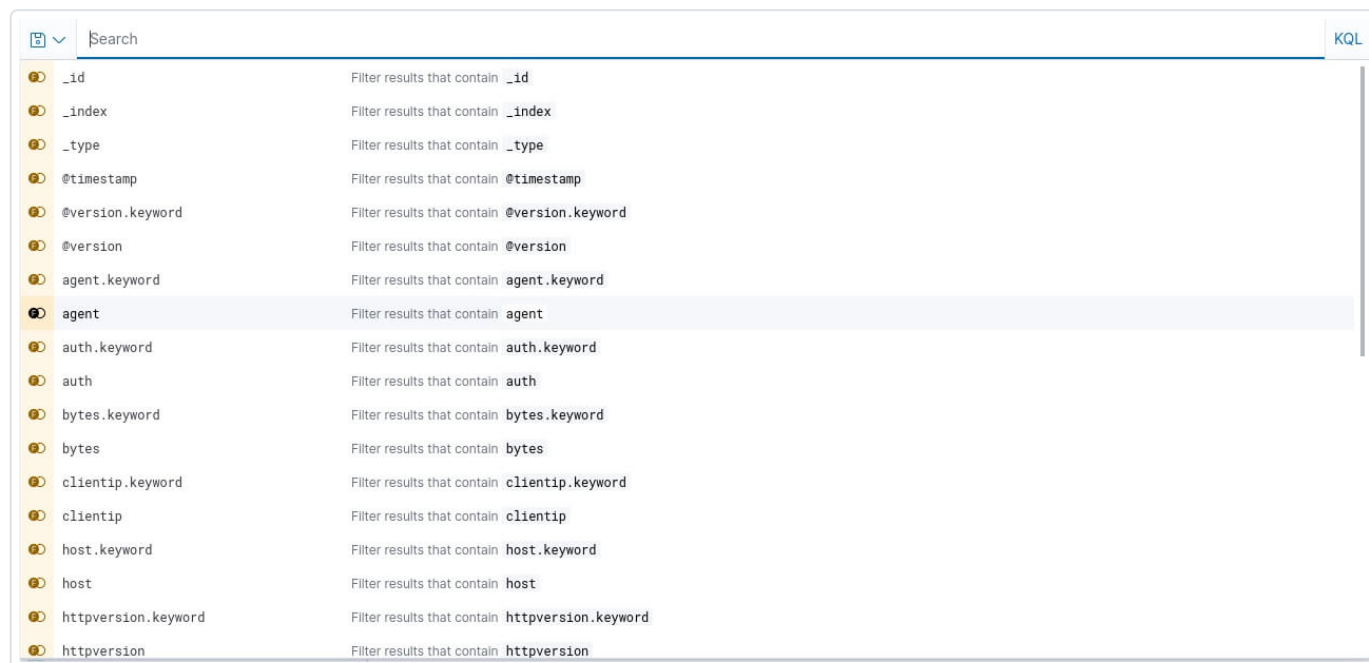 Search KQL
_id Filter results that contain _id
_index Filter results that contain _index
_type Filter results that contain _type
@timestamp Filter results that contain @timestamp
@version.keyword Filter results that contain @version.keyword
@version Filter results that contain @version
agent.keyword Filter results that contain agent.keyword
agent Filter results that contain agent
auth.keyword Filter results that contain auth.keyword
auth Filter results that contain auth
bytes.keyword Filter results that contain bytes.keyword
bytes Filter results that contain bytes
clientip.keyword Filter results that contain clientip.keyword
clientip Filter results that contain clientip
host.keyword Filter results that contain host.keyword
host Filter results that contain host
httpversion.keyword Filter results that contain httpversion.keyword
httpversion Filter results that contain httpversion